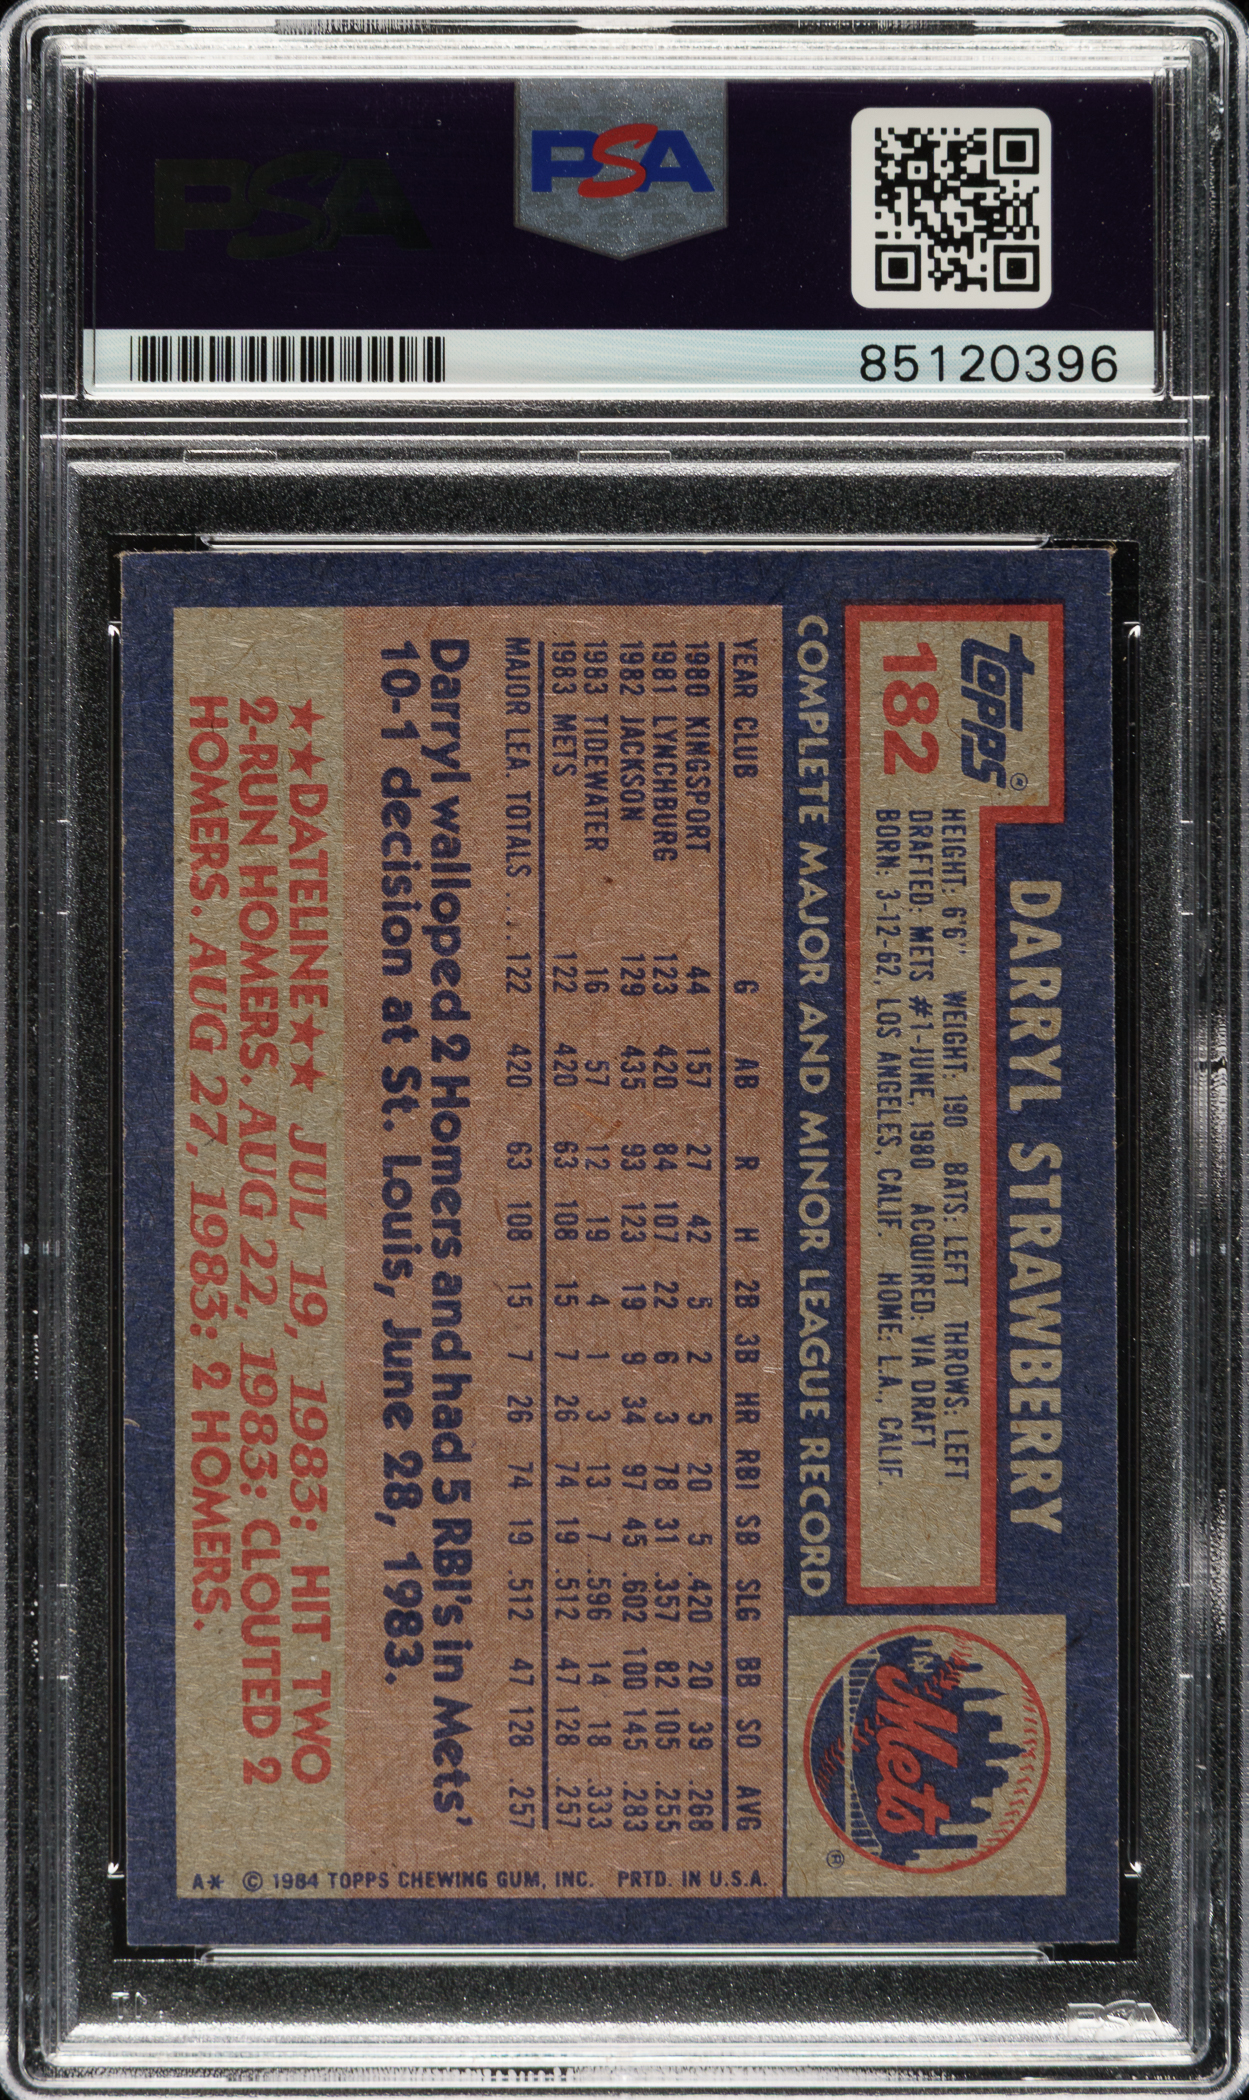 PSA
PSA
85120396
topps®
182
DARRYL STRAWBERRY
HEIGHT: 6'6" WEIGHT: 190 BATS: LEFT THROWS: LEFT
DRAFTED: METS #1-JUNE, 1980 ACQUIRED: VIA DRAFT
BORN: 3-12-62, LOS ANGELES, CALIF. HOME: L.A., CALIF.
Mets
®
COMPLETE MAJOR AND MINOR LEAGUE RECORD
YEAR CLUB G AB R H 2B 3B HR RBI SB SLG BB SO AVG
1980 KINGSPORT 44 157 27 42 5 2 5 20 5 .420 20 39 .268
1981 LYNCHBURG 123 420 84 107 22 6 3 78 31 .357 82 105 .255
1982 JACKSON 129 435 93 123 19 9 34 97 45 .602 100 145 .283
1983 TIDEWATER 16 57 12 19 4 1 3 13 7 .596 14 18 .333
1983 METS 122 420 63 108 15 7 26 74 19 .512 47 128 .257
MAJOR LEA. TOTALS .... 122 420 63 108 15 7 26 74 19 .512 47 128 .257
Darryl walloped 2 Homers and had 5 RBI's in Mets'
10-1 decision at St. Louis, June 28, 1983.
★★DATELINE★★ JUL 19, 1983: HIT TWO
2-RUN HOMERS. AUG 22, 1983: CLOUTED 2
HOMERS. AUG 27, 1983: 2 HOMERS.
A* © 1984 TOPPS CHEWING GUM, INC. PRTD. IN U.S.A.
PSA